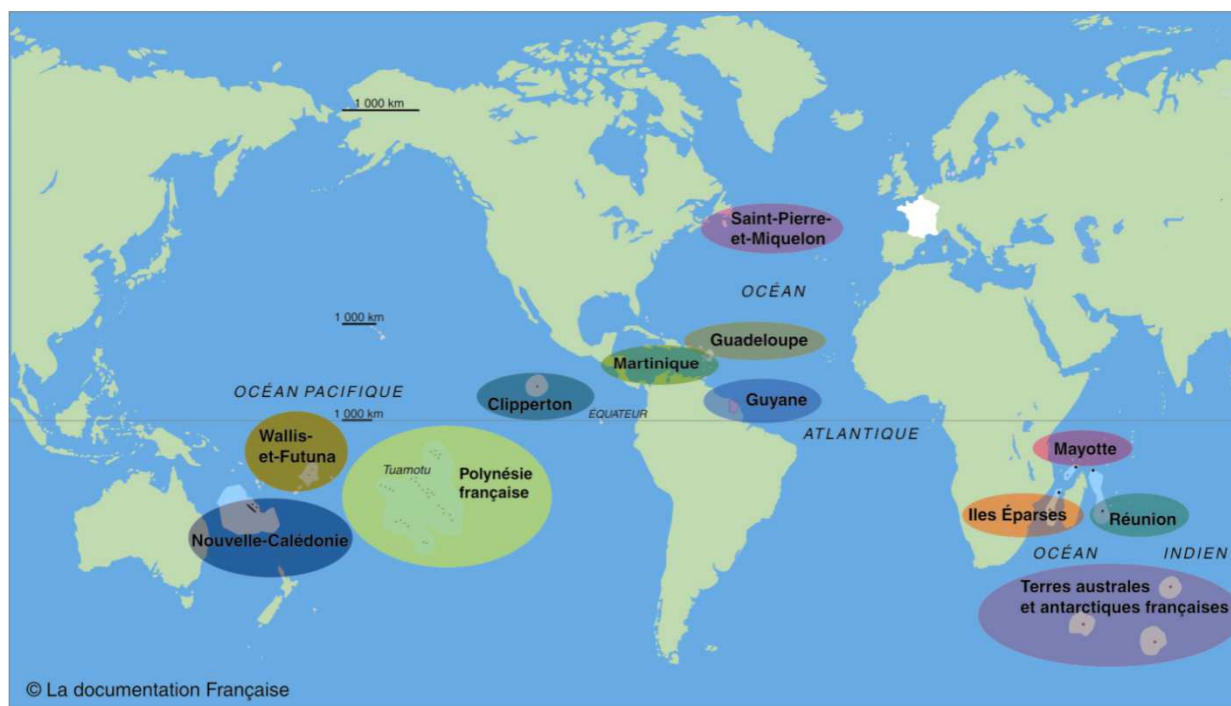 1 000 km
Saint-Pierre-
et-Miquelon
OCÉAN
1 000 km
Guadeloupe
Martinique
OCÉAN PACIFIQUE
Clipperton
Guyane
1 000 km
ÉQUATEUR
ATLANTIQUE
Wallis-
et-Futuna
Mayotte
Tuamotu
Polynésie
française
Iles Éparses
Réunion
Nouvelle-Calédonie
OCÉAN
INDIEN
Terres australes
et antarctiques françaises
© La documentation Française